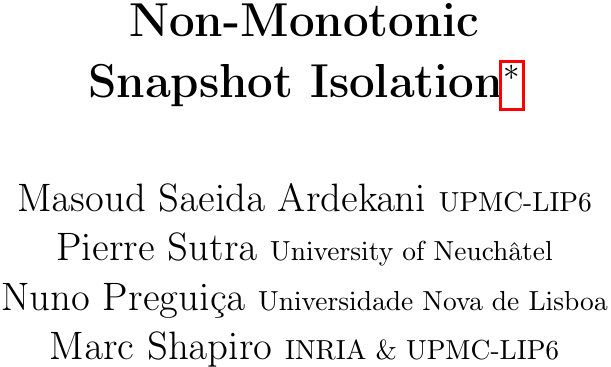 Non-Monotonic
Snapshot Isolation*
Masoud Saeida Ardekani UPMC-LIP6
Pierre Sutra University of Neuchâtel
Nuno Preguiça Universidade Nova de Lisboa
Marc Shapiro INRIA & UPMC-LIP6